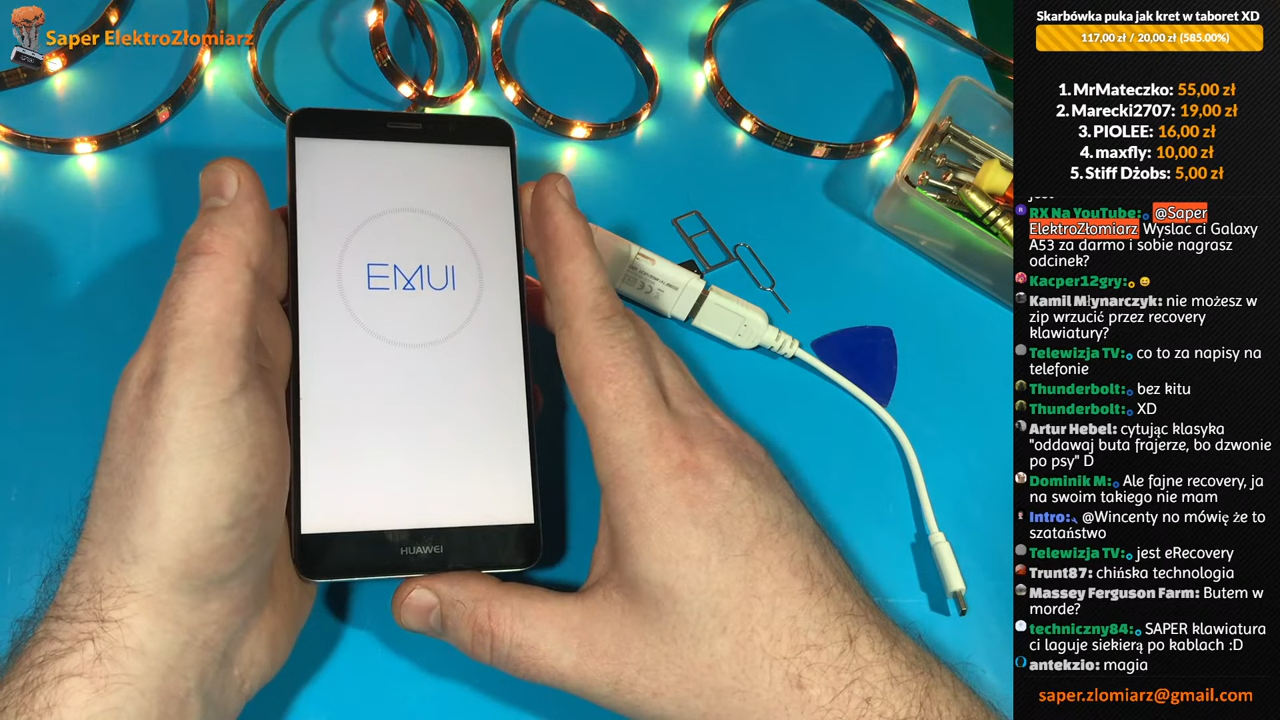 Saper ElektroZłomiarz
EMUI
HUAWEI
Skarbówka puka jak kret w taboret XD
117,00 zł / 20,00 zł (585.00%)
1. MrMateczko: 55,00 zł
2. Marecki2707: 19,00 zł
3. PIOLEE: 16,00 zł
4. maxfly: 10,00 zł
5. Stiff Dżobs: 5,00 zł
RX Na YouTube: @Saper
ElektroZłomiarz Wyslac ci Galaxy
A53 za darmo i sobie nagrasz
odcinek?
Kacper12gry:
Kamil Młynarczyk: nie możesz w
zip wrzucić przez recovery
klawiatury?
Telewizja TV: co to za napisy na
telefonie
Thunderbolt: bez kitu
Thunderbolt: XD
Artur Hebel: cytując klasyka
"oddawaj buta frajerze, bo dzwonie
po psy" D
Dominik M: Ale fajne recovery, ja
na swoim takiego nie mam
Intro: @Wincenty no mówię że to
szataństwo
Telewizja TV: jest eRecovery
Trunt87: chińska technologia
Massey Ferguson Farm: Butem w
morde?
techniczny84: SAPER klawiatura
ci laguje siekierą po kablach :D
antekzio: magia
saper.zlomiarz@gmail.com